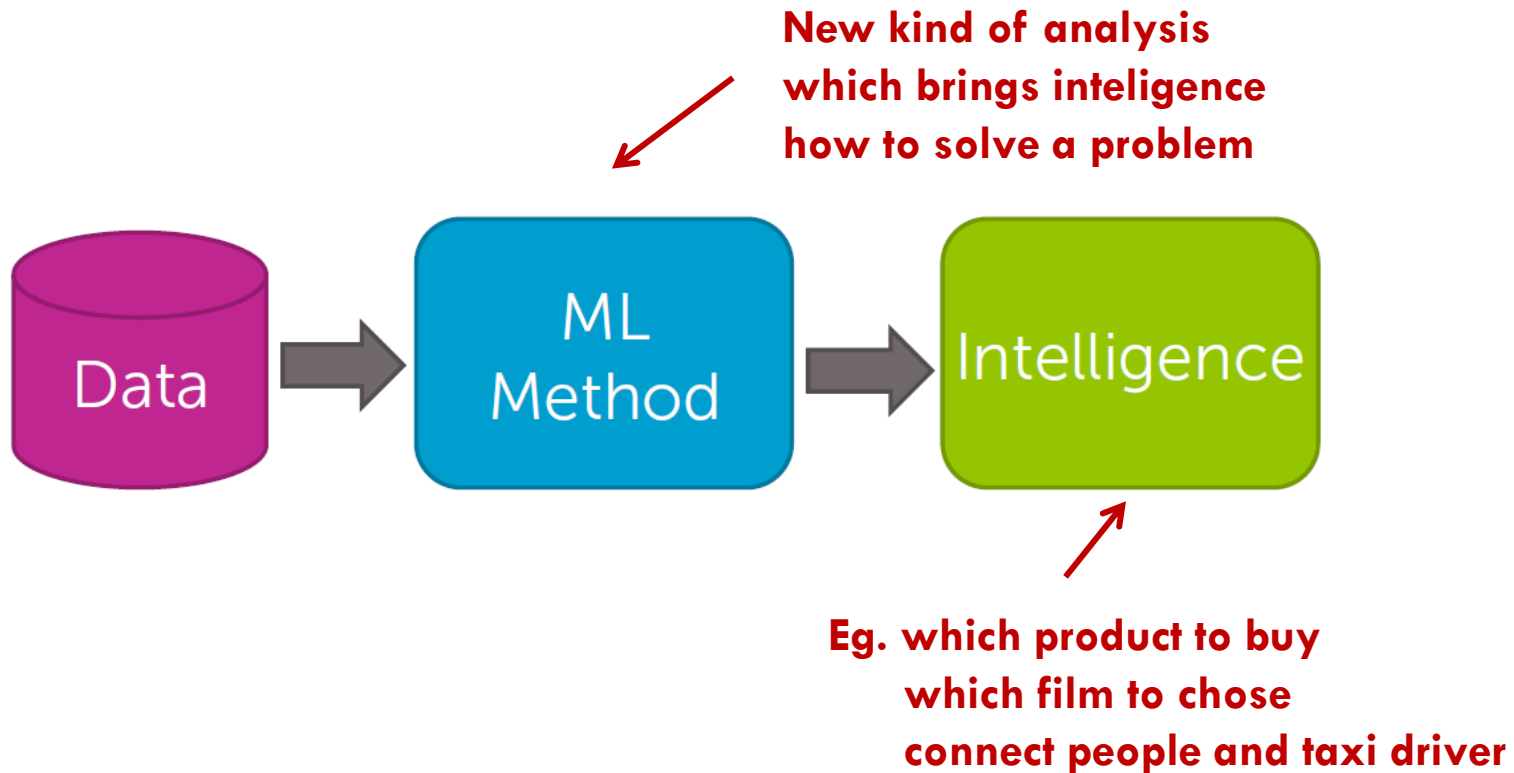 New kind of analysis
which brings inteligence
how to solve a problem
Data
ML
Method
Intelligence
Eg. which product to buy
which film to chose
connect people and taxi driver